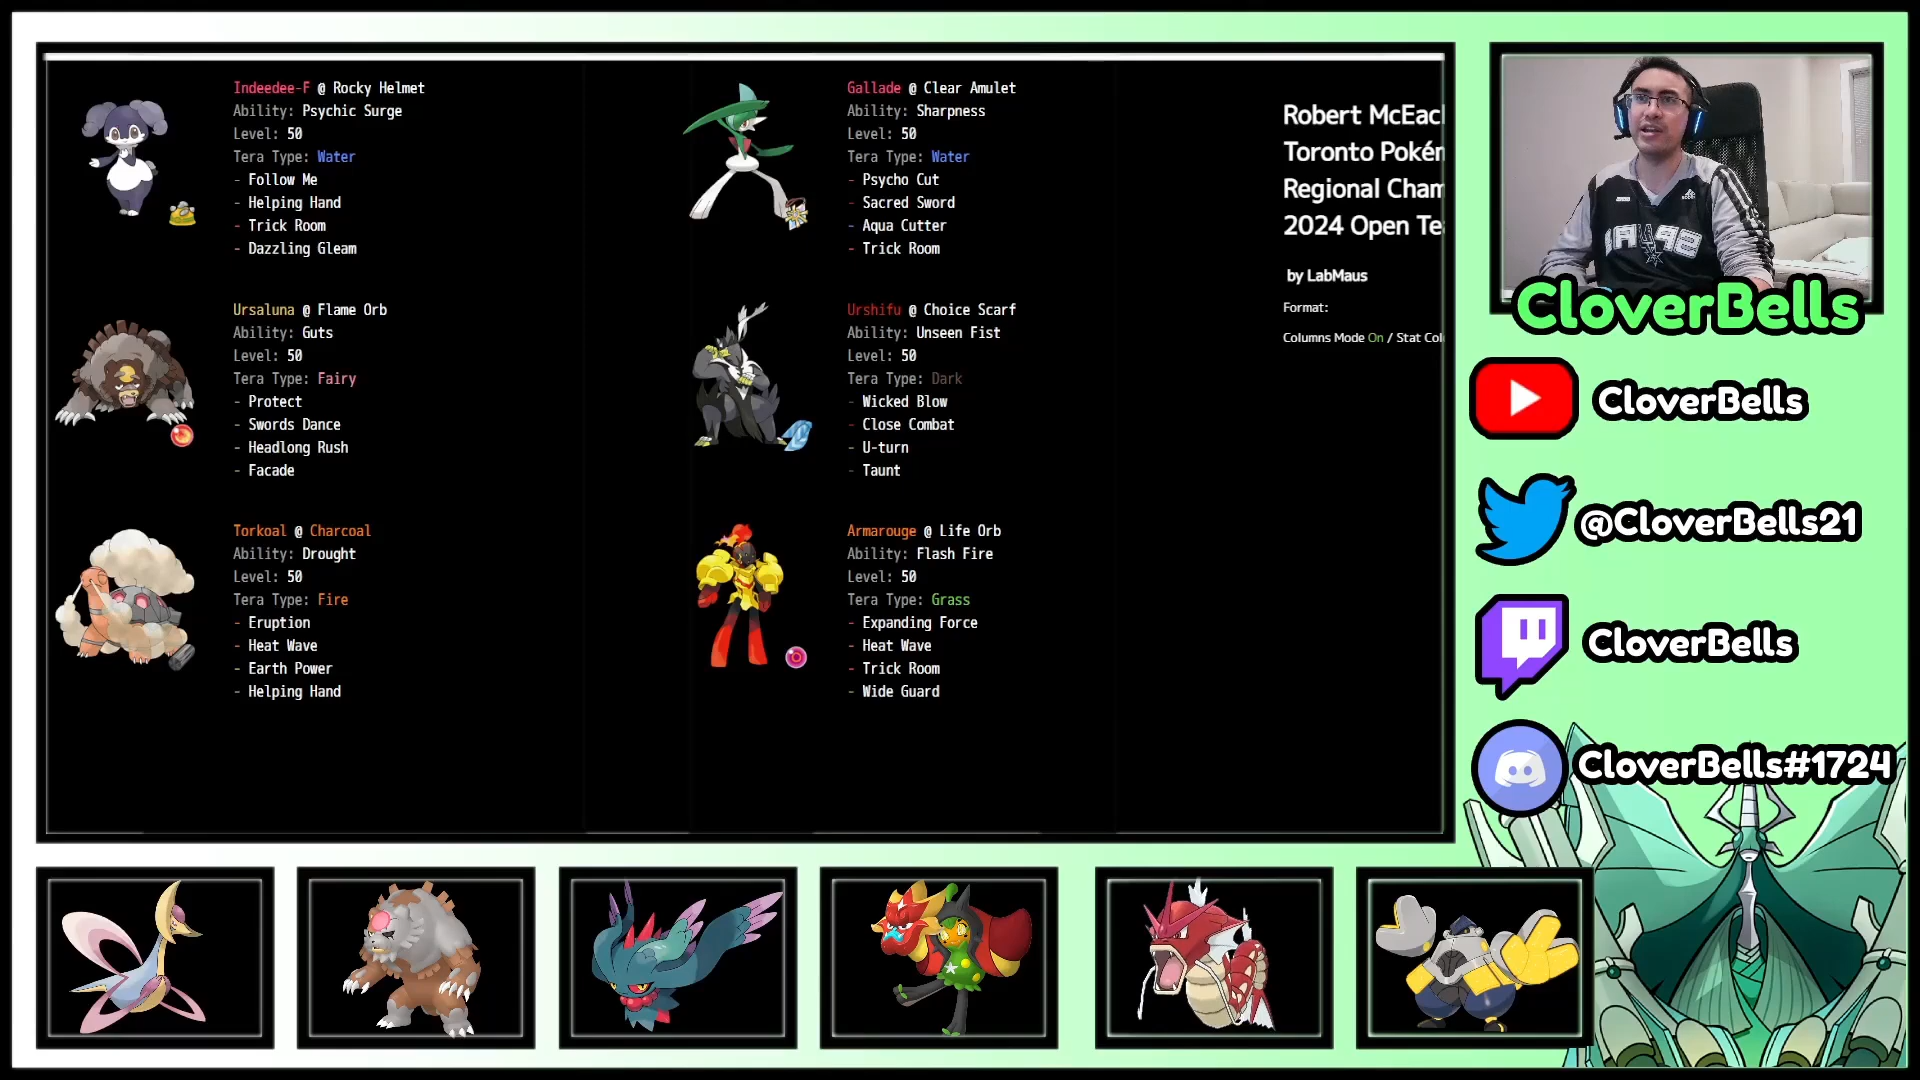 Indeedee-F @ Rocky Helmet
Ability: Psychic Surge
Level: 50
Tera Type: Water
- Follow Me
- Helping Hand
- Trick Room
- Dazzling Gleam
Gallade @ Clear Amulet
Ability: Sharpness
Level: 50
Tera Type: Water
- Psycho Cut
- Sacred Sword
- Aqua Cutter
- Trick Room
Ursaluna @ Flame Orb
Ability: Guts
Level: 50
Tera Type: Fairy
- Protect
- Swords Dance
- Headlong Rush
- Facade
Urshifu @ Choice Scarf
Ability: Unseen Fist
Level: 50
Tera Type: Dark
- Wicked Blow
- Close Combat
- U-turn
- Taunt
Torkoal @ Charcoal
Ability: Drought
Level: 50
Tera Type: Fire
- Eruption
- Heat Wave
- Earth Power
- Helping Hand
Armarouge @ Life Orb
Ability: Flash Fire
Level: 50
Tera Type: Grass
- Expanding Force
- Heat Wave
- Trick Room
- Wide Guard
Robert McEac
Toronto Pokém
Regional Cham
2024 Open Te
by LabMaus
Format:
Columns Mode On / Stat Col
CloverBells
CloverBells
@CloverBells21
CloverBells
CloverBells#1724